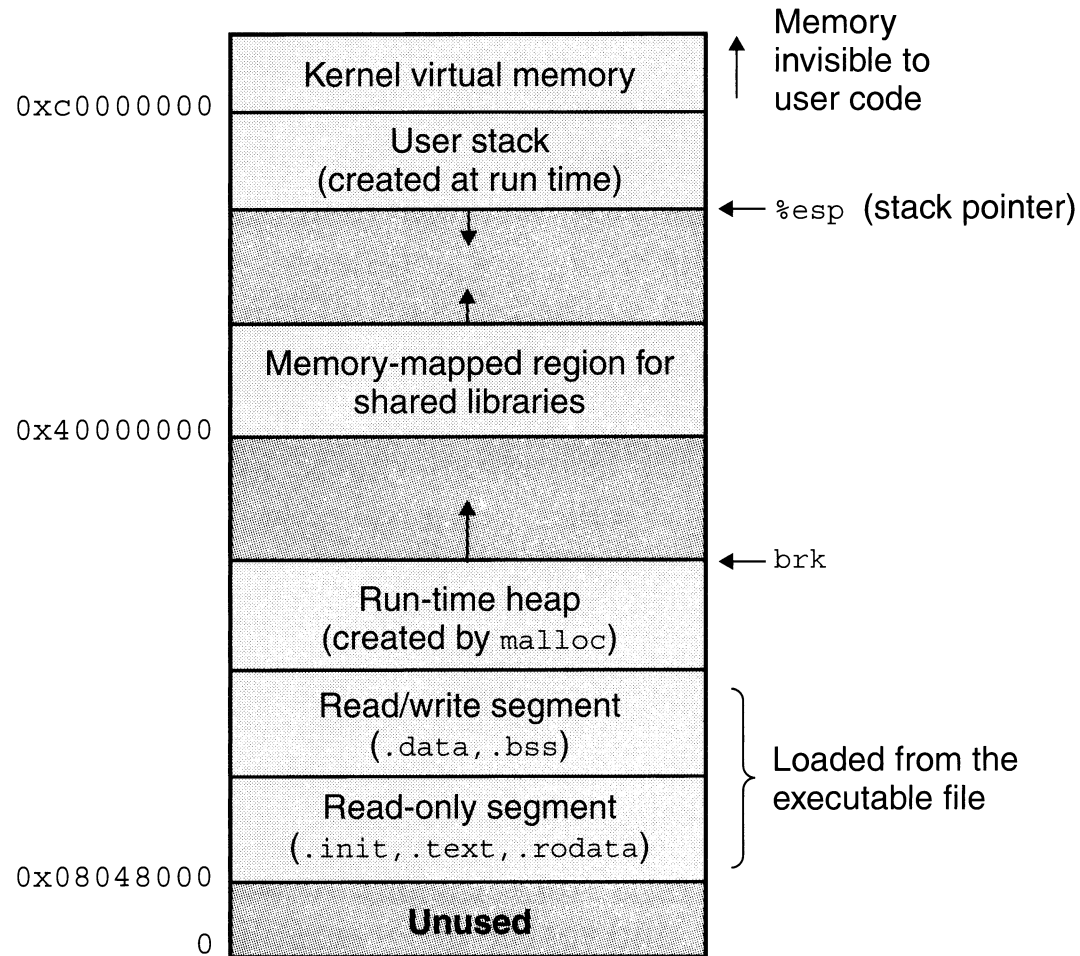 Memory
invisible to
user code
Kernel virtual memory
0xc0000000
User stack
(created at run time)
%esp (stack pointer)
Memory-mapped region for
shared libraries
0x40000000
brk
Run-time heap
(created by malloc)
Read/write segment
(.data,.bss)
Loaded from the
executable file
Read-only segment
(.init,.text,.rodata)
0x08048000
Unused
0